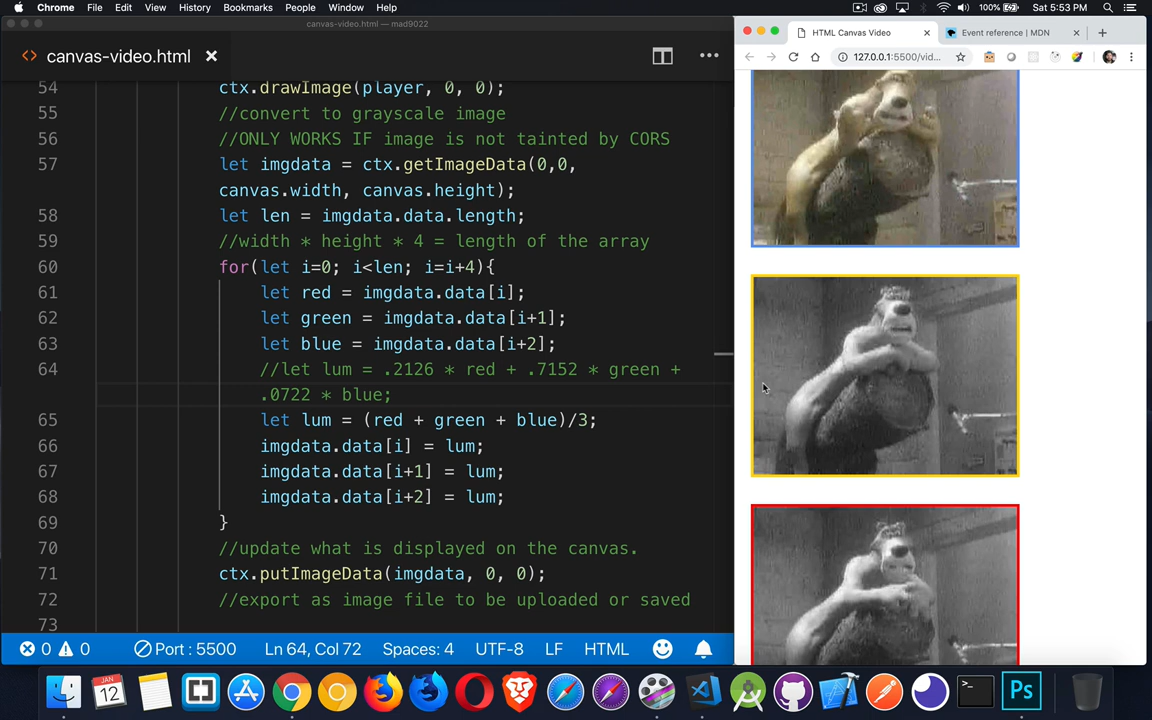 Chrome File Edit View History Bookmarks People Window Help
100% Sat 5:53 PM
canvas-video.html — mad9022
canvas-video.html
HTML Canvas Video
Event reference | MDN
127.0.0.1:5500/vid...
54 ctx.drawImage(player, 0, 0);
55 //convert to grayscale image
56 //ONLY WORKS IF image is not tainted by CORS
57 let imgdata = ctx.getImageData(0,0,
canvas.width, canvas.height);
58 let len = imgdata.data.length;
59 //width * height * 4 = length of the array
60 for(let i=0; i<len; i=i+4){
61 let red = imgdata.data[i];
62 let green = imgdata.data[i+1];
63 let blue = imgdata.data[i+2];
64 //let lum = .2126 * red + .7152 * green +
.0722 * blue;
65 let lum = (red + green + blue)/3;
66 imgdata.data[i] = lum;
67 imgdata.data[i+1] = lum;
68 imgdata.data[i+2] = lum;
69 }
70 //update what is displayed on the canvas.
71 ctx.putImageData(imgdata, 0, 0);
72 //export as image file to be uploaded or saved
73
0 0 Port : 5500 Ln 64, Col 72 Spaces: 4 UTF-8 LF HTML
JAN
12
>_
Ps